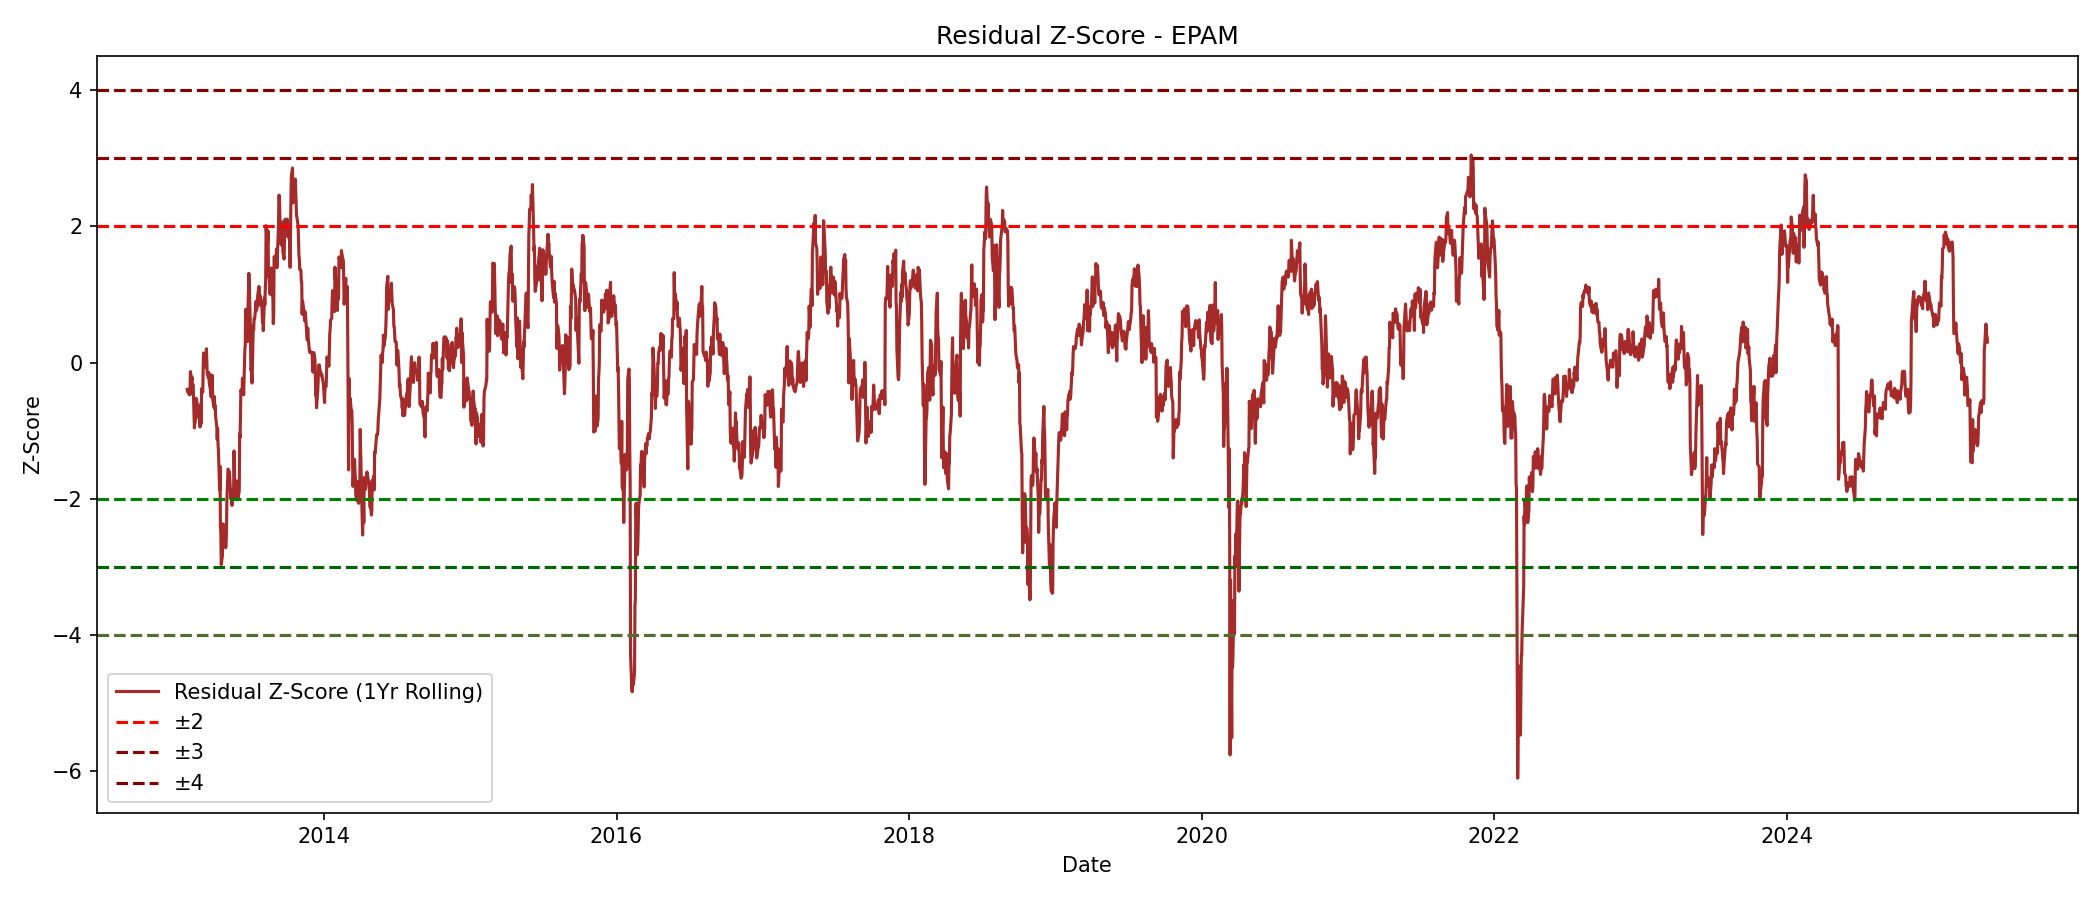 Residual Z-Score - EPAM
4
3
2
0
−2
−4
−6
Z-Score
Residual Z-Score (1Yr Rolling)
±2
±3
±4
2014 2016 2018 2020 2022 2024
Date